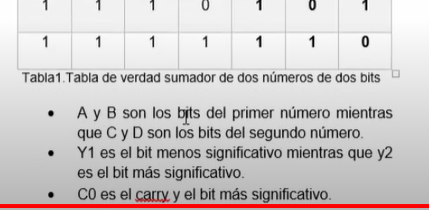 1 1 1 0 1 0 1
1 1 1 1 1 1 0
Tabla1.Tabla de verdad sumador de dos números de dos bits
• A y B son los bits del primer número mientras
que C y D son los bits del segundo número.
• Y1 es el bit menos significativo mientras que y2
es el bit más significativo.
• C0 es el carry y el bit más significativo.